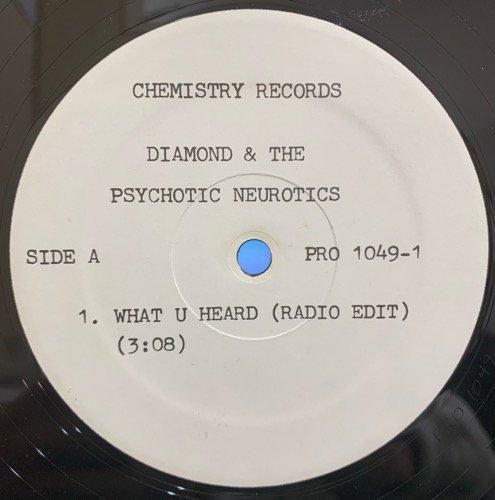 CHEMISTRY RECORDS
DIAMOND & THE
PSYCHOTIC NEUROTICS
SIDE A PRO 1049-1
1. WHAT U HEARD (RADIO EDIT)
(3:08)